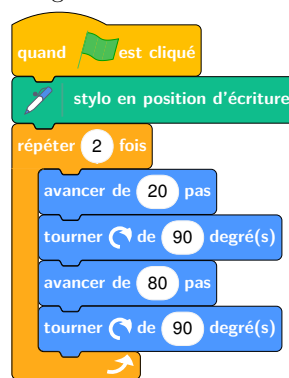 quand est cliqué
stylo en position d'écriture
répéter 2 fois
avancer de 20 pas
tourner de 90 degré(s)
avancer de 80 pas
tourner de 90 degré(s)